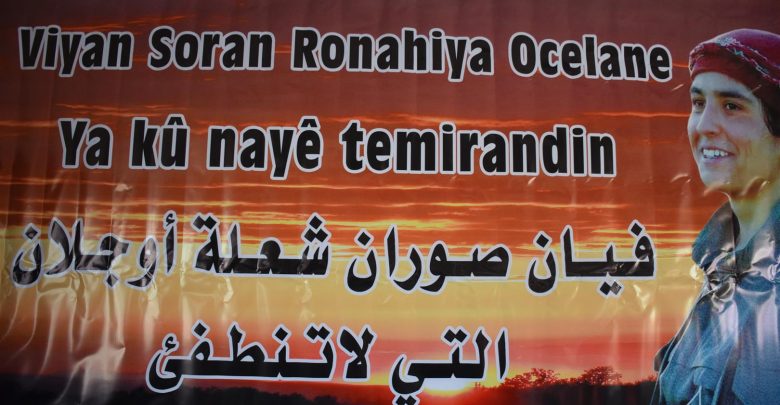 Viyan Soran Ronahiya Ocelane
Ya kû nayê temirandin
فيان صوران شعلة أوجلان
التي لاتنطفئ